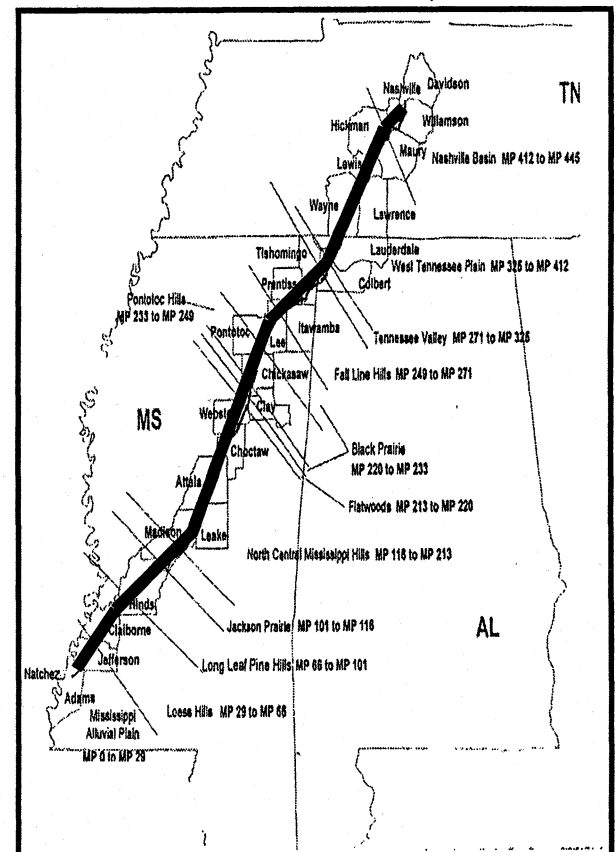 Nashville
Davidson
TN
Hickman
Williamson
Maury
Nashville Basin MP 412 to MP 445
Lewis
Wayne
Lawrence
Tishomingo
Lauderdale
West Tennessee Plain MP 325 to MP 412
Prentiss
Colbert
Pontotoc Hills
MP 233 to MP 249
Pontotoc
Itawamba
Lee
Tennessee Valley MP 271 to MP 325
Chickasaw
Fall Line Hills MP 249 to MP 271
MS
Webster
Clay
Choctaw
Black Prairie
MP 220 to MP 233
Attala
Flatwoods MP 213 to MP 220
Madison
Leake
North Central Mississippi Hills MP 116 to MP 213
Hinds
Jackson Prairie MP 101 to MP 116
AL
Claiborne
Jefferson
Long Leaf Pine Hills MP 66 to MP 101
Natchez
Adams
Loess Hills MP 29 to MP 66
Mississippi
Alluvial Plain
MP 0 to MP 29